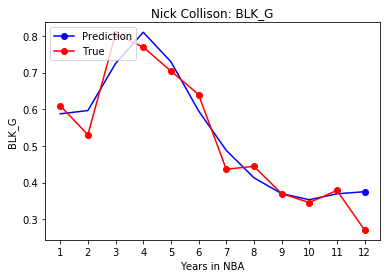 Nick Collison: BLK_G
Prediction
True
BLK_G
0.8
0.7
0.6
0.5
0.4
0.3
1 2 3 4 5 6 7 8 9 10 11 12
Years in NBA